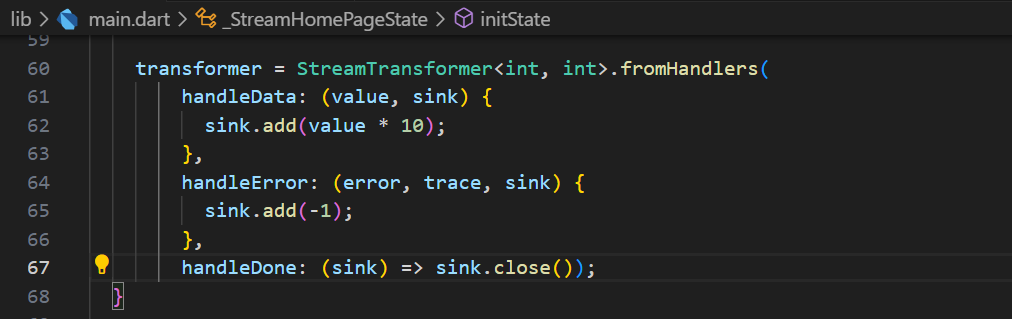 lib > main.dart > _StreamHomePageState > initState
59
60 transformer = StreamTransformer<int, int>.fromHandlers(
61 handleData: (value, sink) {
62 sink.add(value * 10);
63 },
64 handleError: (error, trace, sink) {
65 sink.add(-1);
66 },
67 handleDone: (sink) => sink.close());
68 }